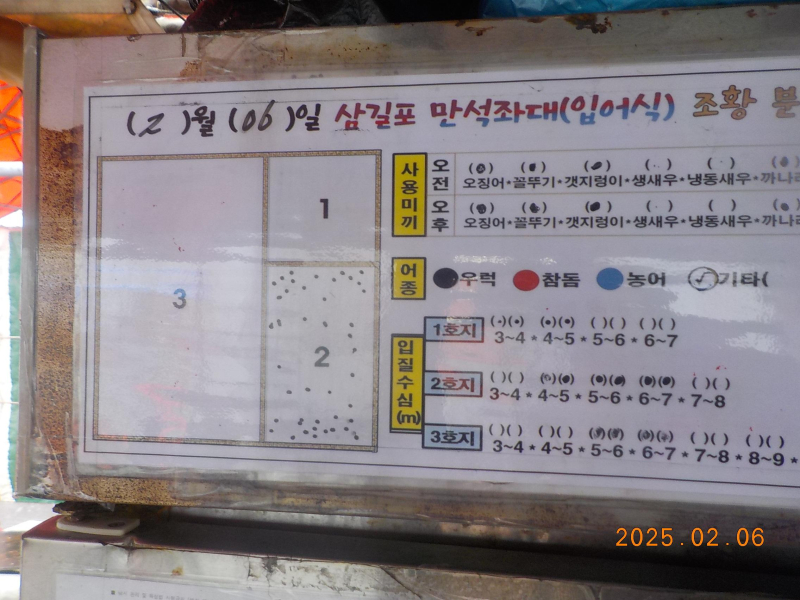 (2)월 (06)일 삼길포 만석좌대(입어식) 조황
1
2
3
사용미끼
오전
오징어•꼴뚜기•갯지렁이•생새우•냉동새우•까나리
오후
오징어•꼴뚜기•갯지렁이•생새우•냉동새우•까나리
어종
우럭 참돔 농어 기타(
입질수심(m)
1호지
3~4 * 4~5 * 5~6 * 6~7
2호지
3~4 * 4~5 * 5~6 * 6~7 * 7~8
3호지
3~4 * 4~5 * 5~6 * 6~7 * 7~8 * 8~9 *
2025.02.06